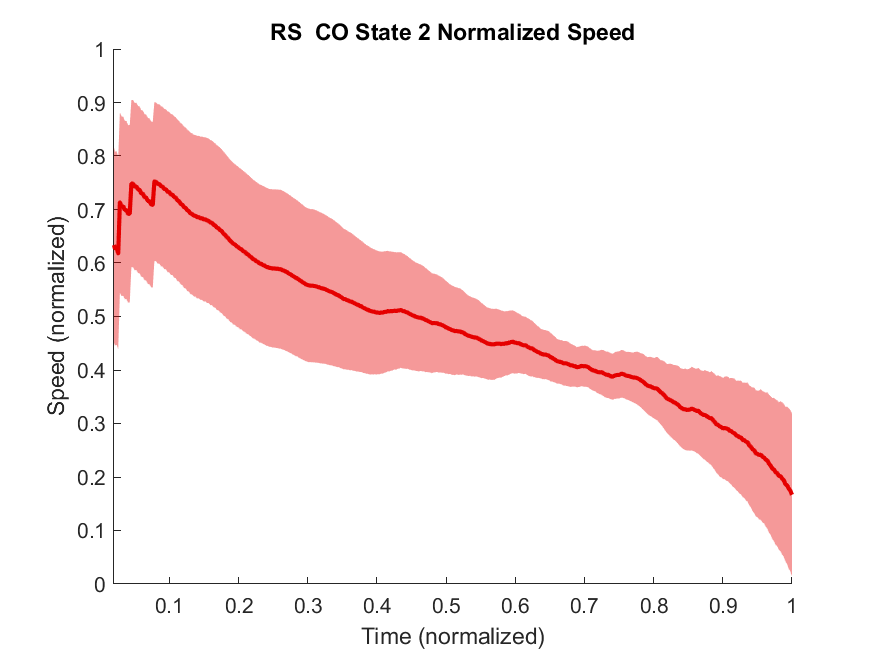 RS  CO State 2 Normalized Speed
1
0.9
0.8
0.7
0.6
0.5
0.4
0.3
0.2
0.1
0
Speed (normalized)
0.1 0.2 0.3 0.4 0.5 0.6 0.7 0.8 0.9 1
Time (normalized)